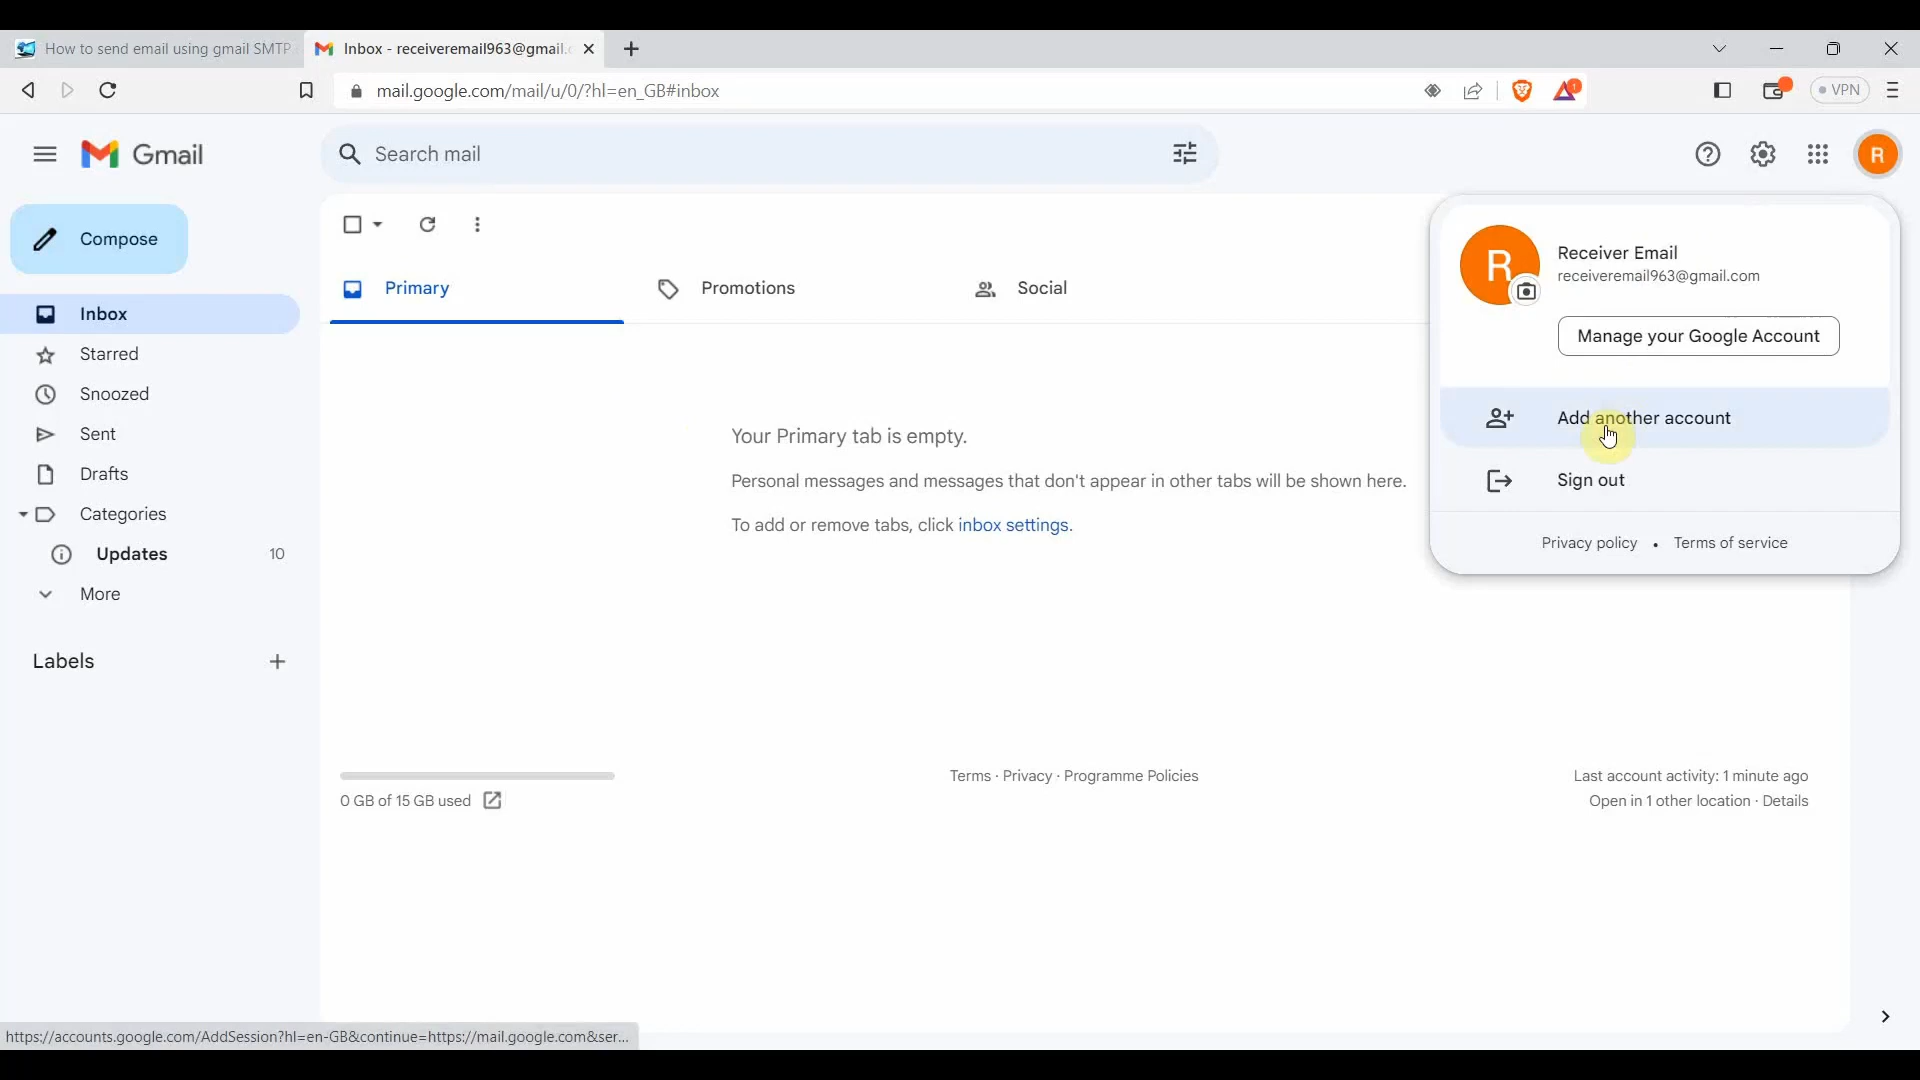 How to send email using gmail SMTP
Inbox - receiveremail963@gmail.c
mail.google.com/mail/u/0/?hl=en_GB#inbox
1
VPN
Gmail
Search mail
R
Compose
Inbox
Starred
Snoozed
Sent
Drafts
Categories
Updates 10
More
Labels
Primary
Promotions
Social
Your Primary tab is empty.
Personal messages and messages that don't appear in other tabs will be shown here.
To add or remove tabs, click inbox settings.
R
Receiver Email
receiveremail963@gmail.com
Manage your Google Account
Add another account
Sign out
Privacy policy • Terms of service
0 GB of 15 GB used
Terms · Privacy · Programme Policies
Last account activity: 1 minute ago
Open in 1 other location · Details
https://accounts.google.com/AddSession?hl=en-GB&continue=https://mail.google.com&ser...